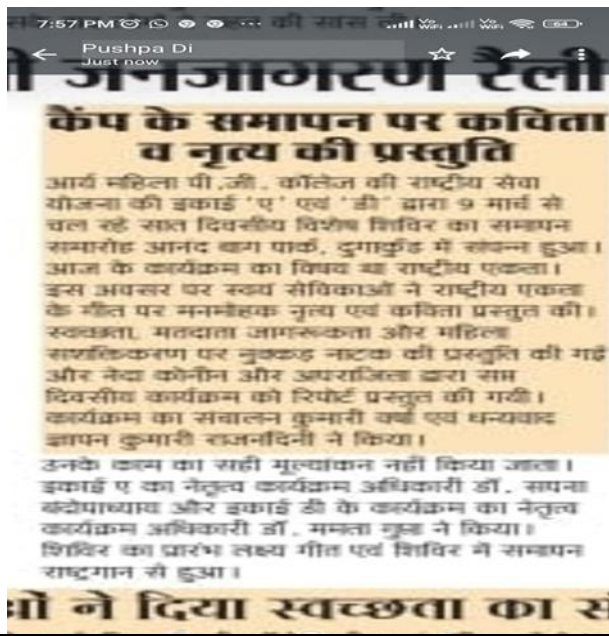 7:57 PM
की खास
Pushpa Di
Just now
जनजागरण रैली
कैंप के समापन पर कविता
व नृत्य की प्रस्तुति
आर्य महिला पी.जी. कॉलेज की राष्ट्रीय सेवा
योजना की इकाई 'ए' एवं 'डी' द्वारा 9 मार्च से
चल रहे सात दिवसीय विशेष शिविर का समापन
समारोह आनंद बाग पार्क, दुर्गाकुंड में संपन्न हुआ।
आज के कार्यक्रम का विषय था राष्ट्रीय एकता।
इस अवसर पर स्वयं सेविकाओं ने राष्ट्रीय एकता
के गीत पर मनमोहक नृत्य एवं कविता प्रस्तुत की।
स्वच्छता, मतदाता जागरूकता और महिला
सशक्तिकरण पर नुक्कड़ नाटक की प्रस्तुति की गई
और नेदा कोनीन और अपराजिता द्वारा सप्त
दिवसीय कार्यक्रम की रिपोर्ट प्रस्तुत की गयी।
कार्यक्रम का संचालन कुमारी वर्षा एवं धन्यवाद
ज्ञापन कुमारी राजनंदिनी ने किया।
उनके काम का सही मूल्यांकन नहीं किया जाता।
इकाई ए का नेतृत्व कार्यक्रम अधिकारी डॉ. सपना
बंदोपाध्याय और इकाई डी के कार्यक्रम का नेतृत्व
कार्यक्रम अधिकारी डॉ. ममता गुप्ता ने किया।
शिविर का प्रारंभ लक्ष्य गीत एवं शिविर में समापन
राष्ट्रगान से हुआ।
ओं ने दिया स्वच्छता का